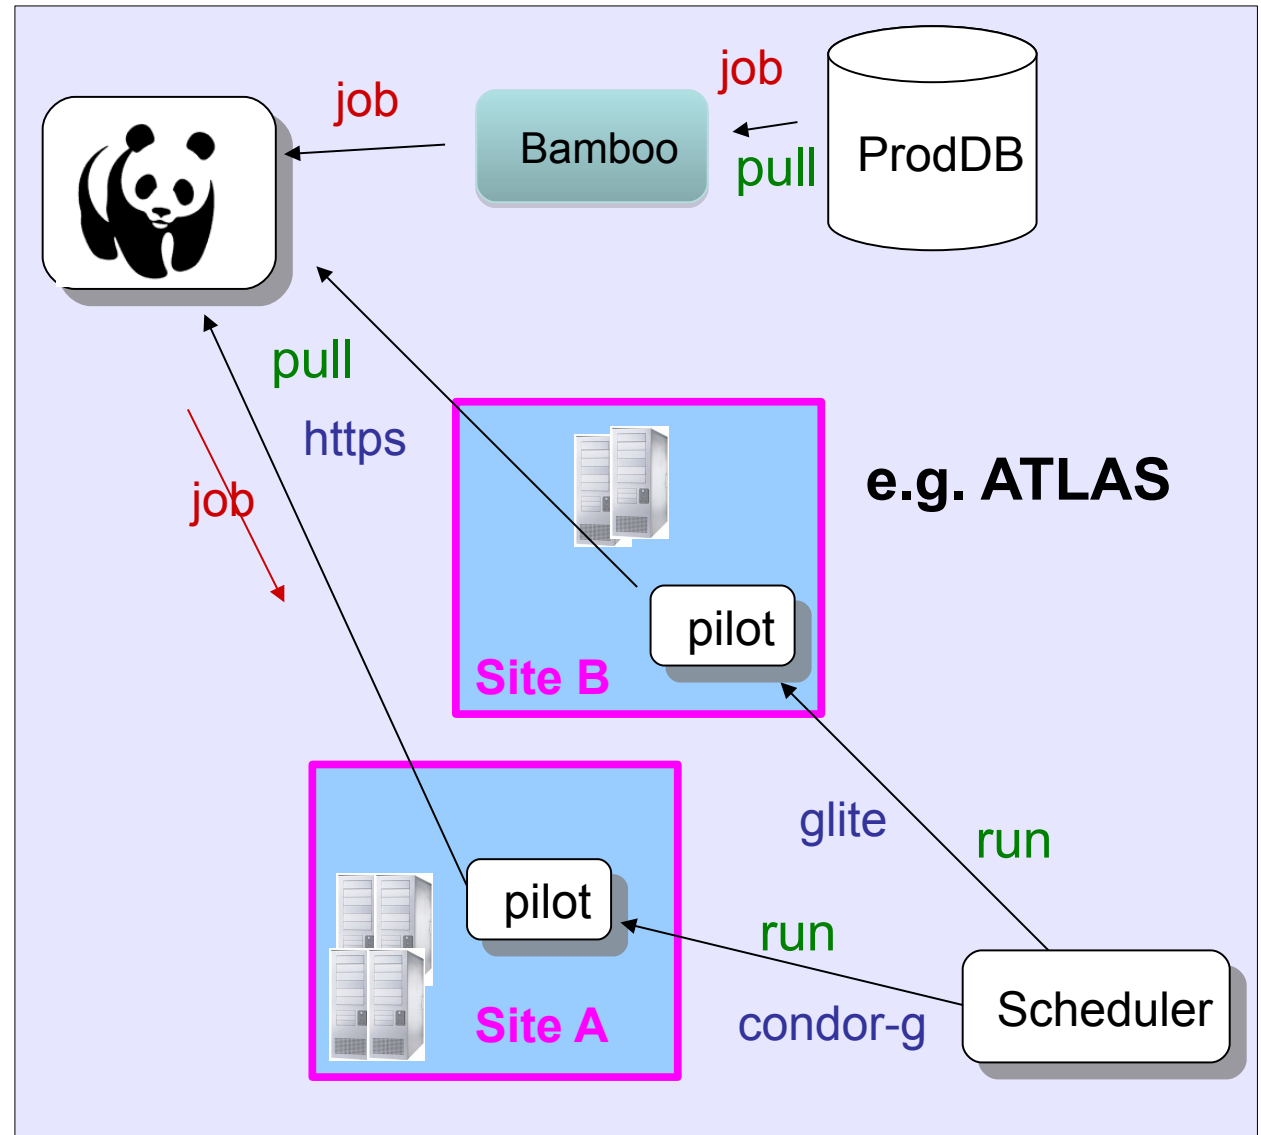 job
job
Bamboo
pull
ProdDB
pull
https
job
e.g. ATLAS
pilot
Site B
glite
run
pilot
run
Scheduler
Site A
condor-g